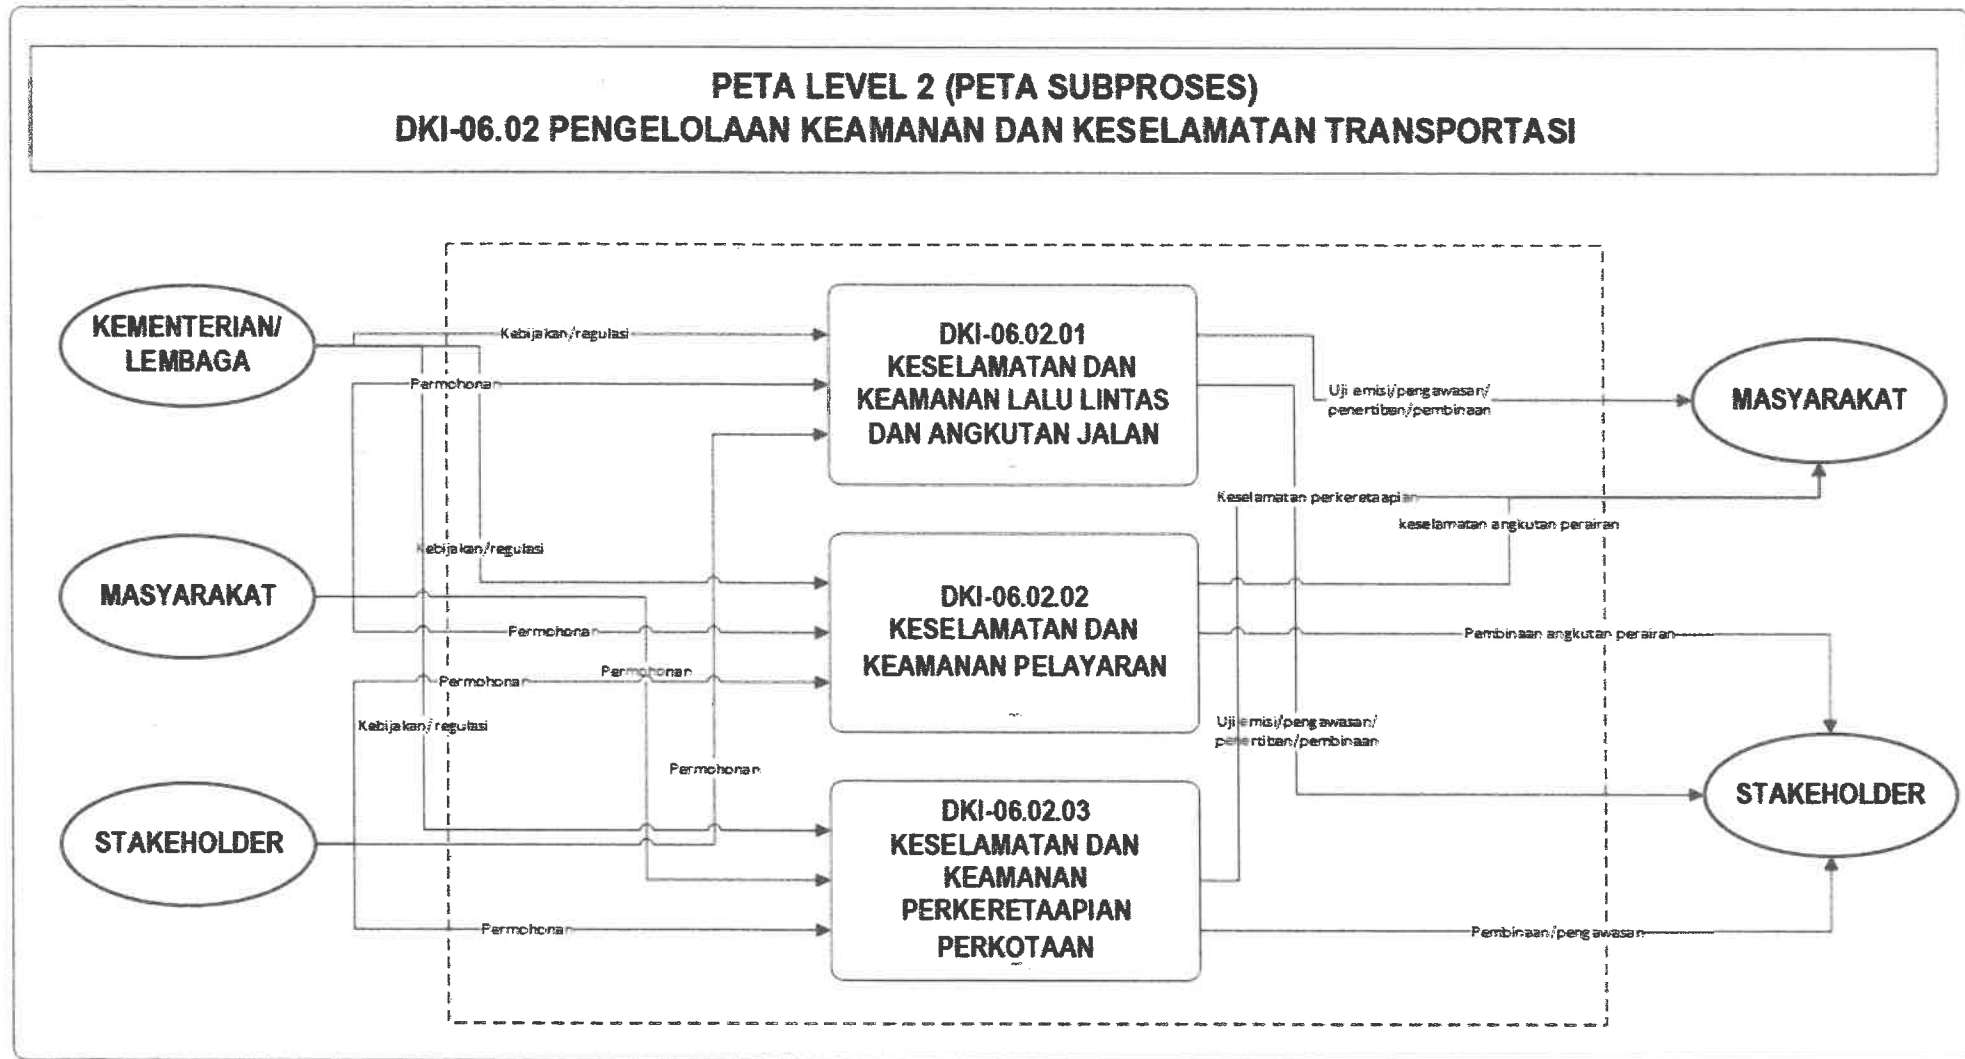 PETA LEVEL 2 (PETA SUBPROSES)
DKI-06.02 PENGELOLAAN KEAMANAN DAN KESELAMATAN TRANSPORTASI
KEMENTERIAN/
LEMBAGA
MASYARAKAT
STAKEHOLDER
Kebijakan/regulasi
Permohonan
Kebijakan/regulasi
Permohonan
Permohonan
Permohonan
Kebijakan/regulasi
Permohonan
Permohonan
DKI-06.02.01
KESELAMATAN DAN
KEAMANAN LALU LINTAS
DAN ANGKUTAN JALAN
DKI-06.02.02
KESELAMATAN DAN
KEAMANAN PELAYARAN
DKI-06.02.03
KESELAMATAN DAN
KEAMANAN
PERKERETAAPIAN
PERKOTAAN
Uji emisi/pengawasan/
penertiban/pembinaan
Keselamatan perkeretaapian
keselamatan angkutan perairan
Pembinaan angkutan perairan
Uji emisi/pengawasan/
penertiban/pembinaan
Pembinaan/pengawasan
MASYARAKAT
STAKEHOLDER